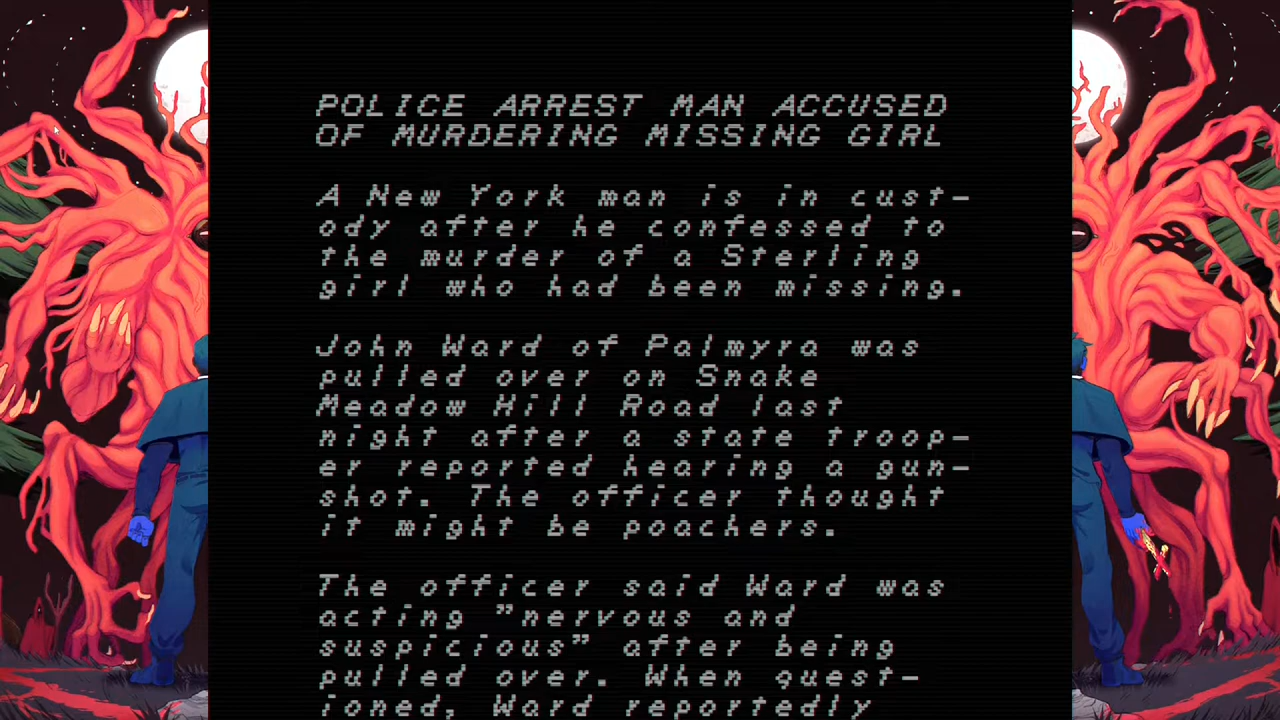 POLICE ARREST MAN ACCUSED
OF MURDERING MISSING GIRL
A New York man is in cust-
ody after he confessed to
the murder of a Sterling
girl who had been missing.
John Ward of Palmyra was
pulled over on Snake
Meadow Hill Road last
night after a state troop-
er reported hearing a gun-
shot. The officer thought
it might be poachers.
The officer said Ward was
acting "nervous and
suspicious" after being
pulled over. When quest-
ioned, Ward reportedly